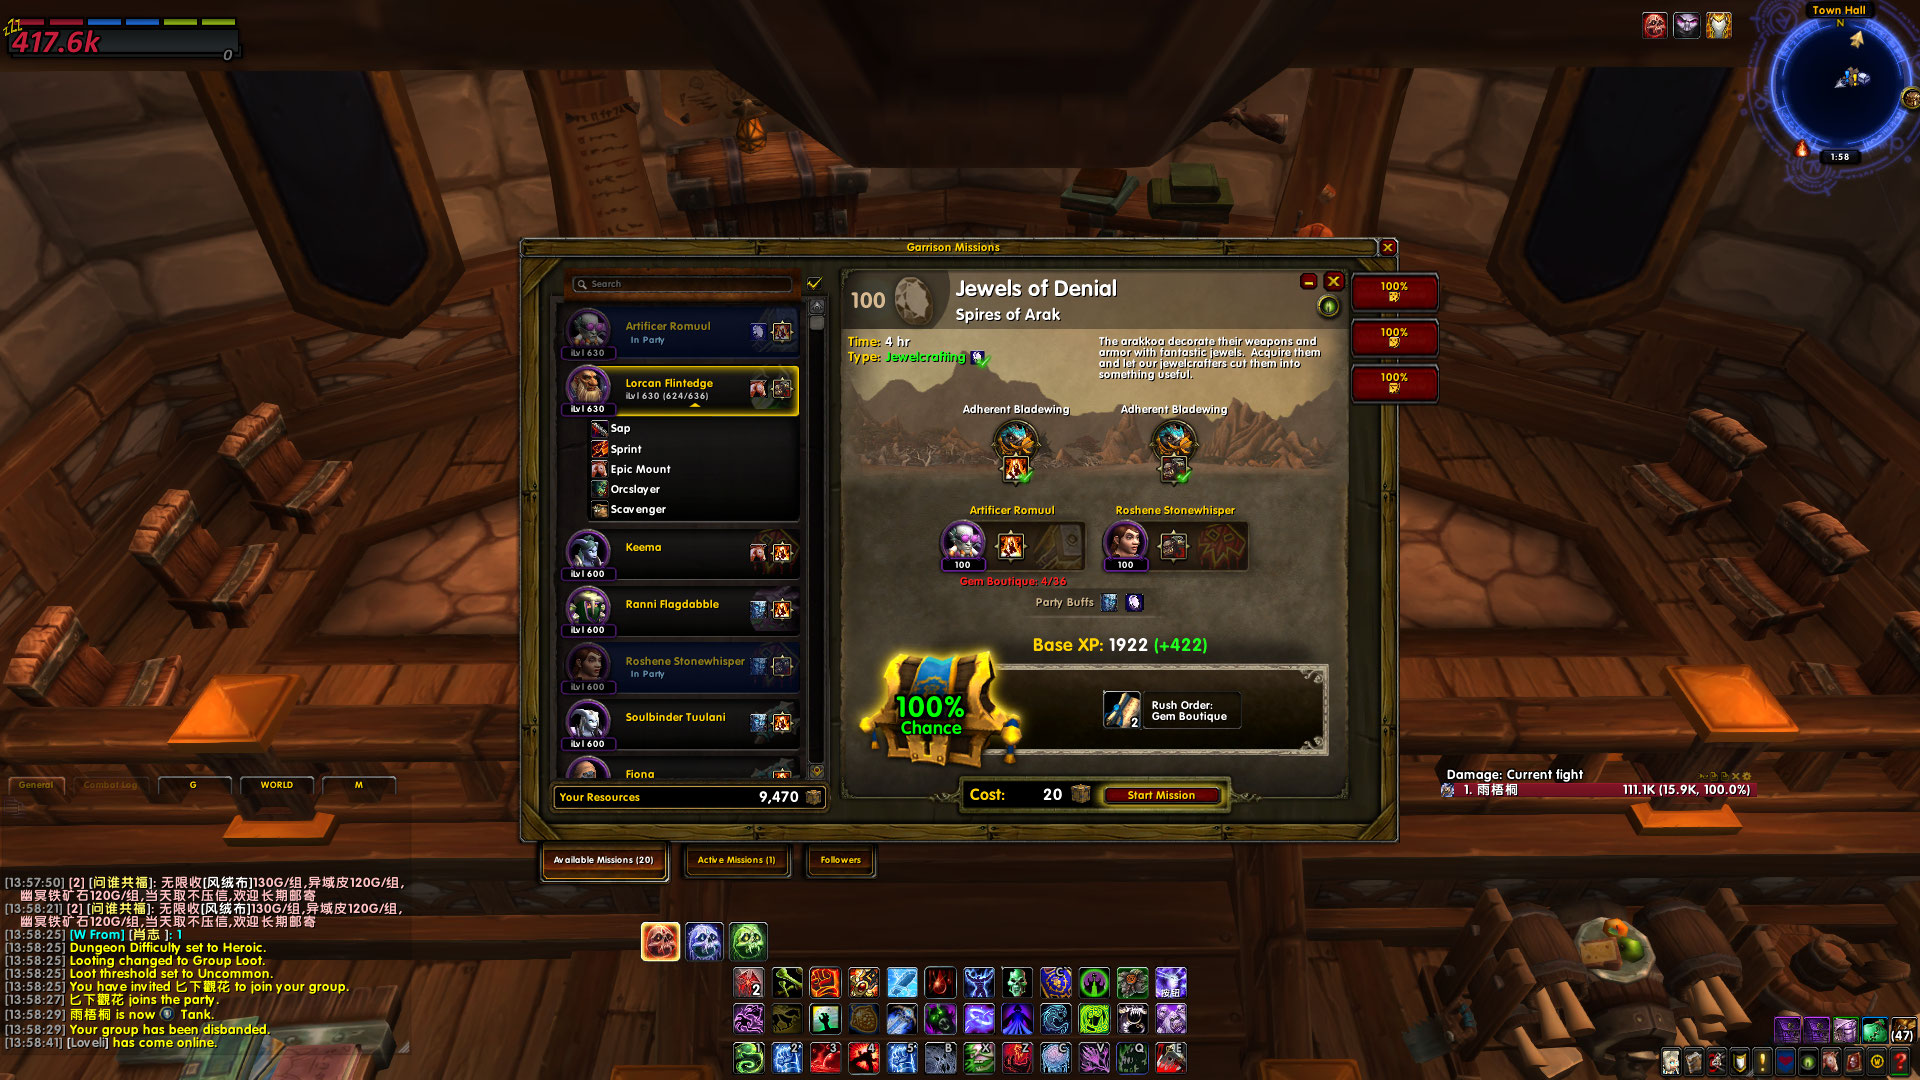 417.6k
0
Town Hall
N
1:58
Garrison Missions
Search
Artificer Romuul
In Party
iLvl 630
Lorcan Flintedge
iLvl 630 (624/636)
iLvl 630
Sap
Sprint
Epic Mount
Orcslayer
Scavenger
Keema
iLvl 600
Ranni Flagdabble
iLvl 600
Roshene Stonewhisper
In Party
iLvl 600
Soulbinder Tuulani
iLvl 600
Fiona
Your Resources 9,470
100
Jewels of Denial
Spires of Arak
Time: 4 hr
Type: Jewelcrafting
The arakkoa decorate their weapons and
armor with fantastic jewels. Acquire them
and let our jewelcrafters cut them into
something useful.
Adherent Bladewing
Adherent Bladewing
Artificer Romuul
Roshene Stonewhisper
100
100
Gem Boutique: 4/36
Party Buffs
Base XP: 1922 (+422)
100%
Chance
2
Rush Order:
Gem Boutique
Cost: 20
Start Mission
100%
100%
100%
Available Missions (20)
Active Missions (1)
Followers
General
Combat Log
G
WORLD
M
[13:57:50] [2] [问谁共福]: 无限收[风绒布]130G/组,异域皮120G/组,
幽冥铁矿石120G/组,当天取不压信,欢迎长期邮寄
[13:58:21] [2] [问谁共福]: 无限收[风绒布]130G/组,异域皮120G/组,
幽冥铁矿石120G/组,当天取不压信,欢迎长期邮寄
[13:58:25] [W From] [尚志 ]: 1
[13:58:25] Dungeon Difficulty set to Heroic.
[13:58:25] Looting changed to Group Loot.
[13:58:25] Loot threshold set to Uncommon.
[13:58:25] You have invited 匕下觀花 to join your group.
[13:58:27] 匕下觀花 joins the party.
[13:58:29] 雨梧桐 is now Tank.
[13:58:29] Your group has been disbanded.
[13:58:41] [Loveli] has come online.
Damage: Current fight
1. 雨梧桐 111.1K (15.9K, 100.0%)
2
C
按钮
2
3
4
5
B
X
Z
C
V
Q
E
(47)